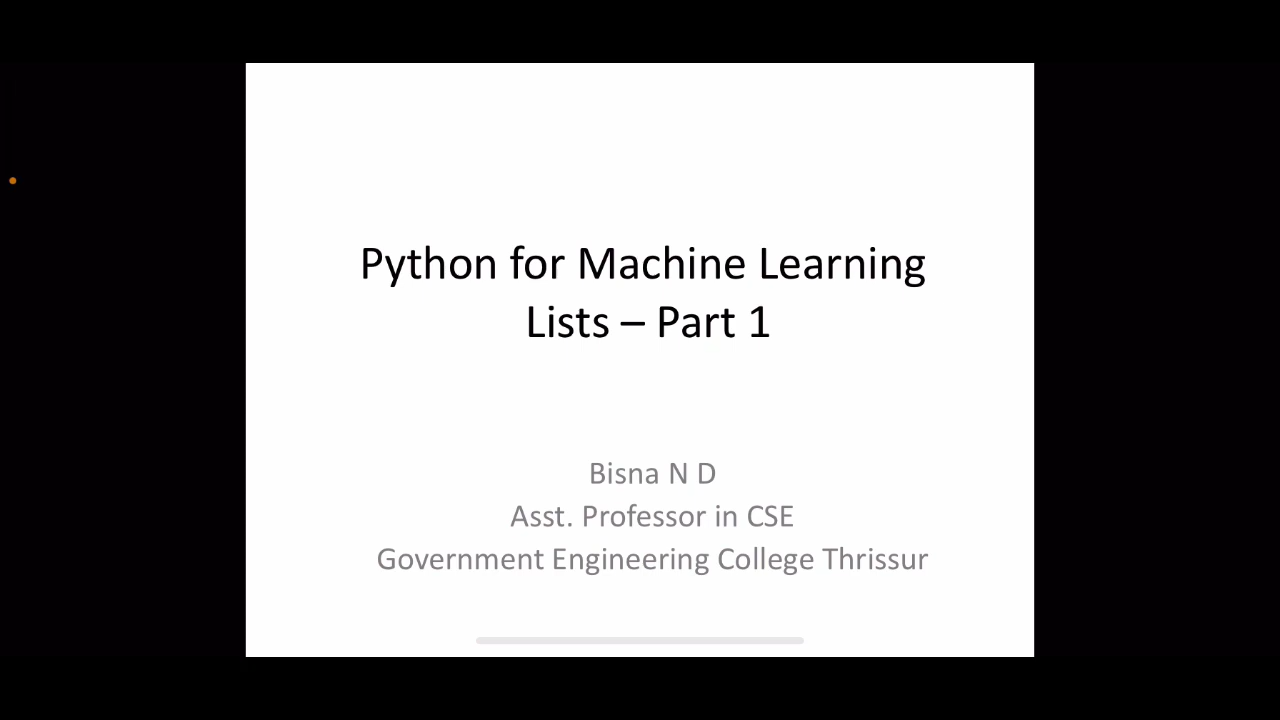 Python for Machine Learning
Lists – Part 1
Bisna N D
Asst. Professor in CSE
Government Engineering College Thrissur